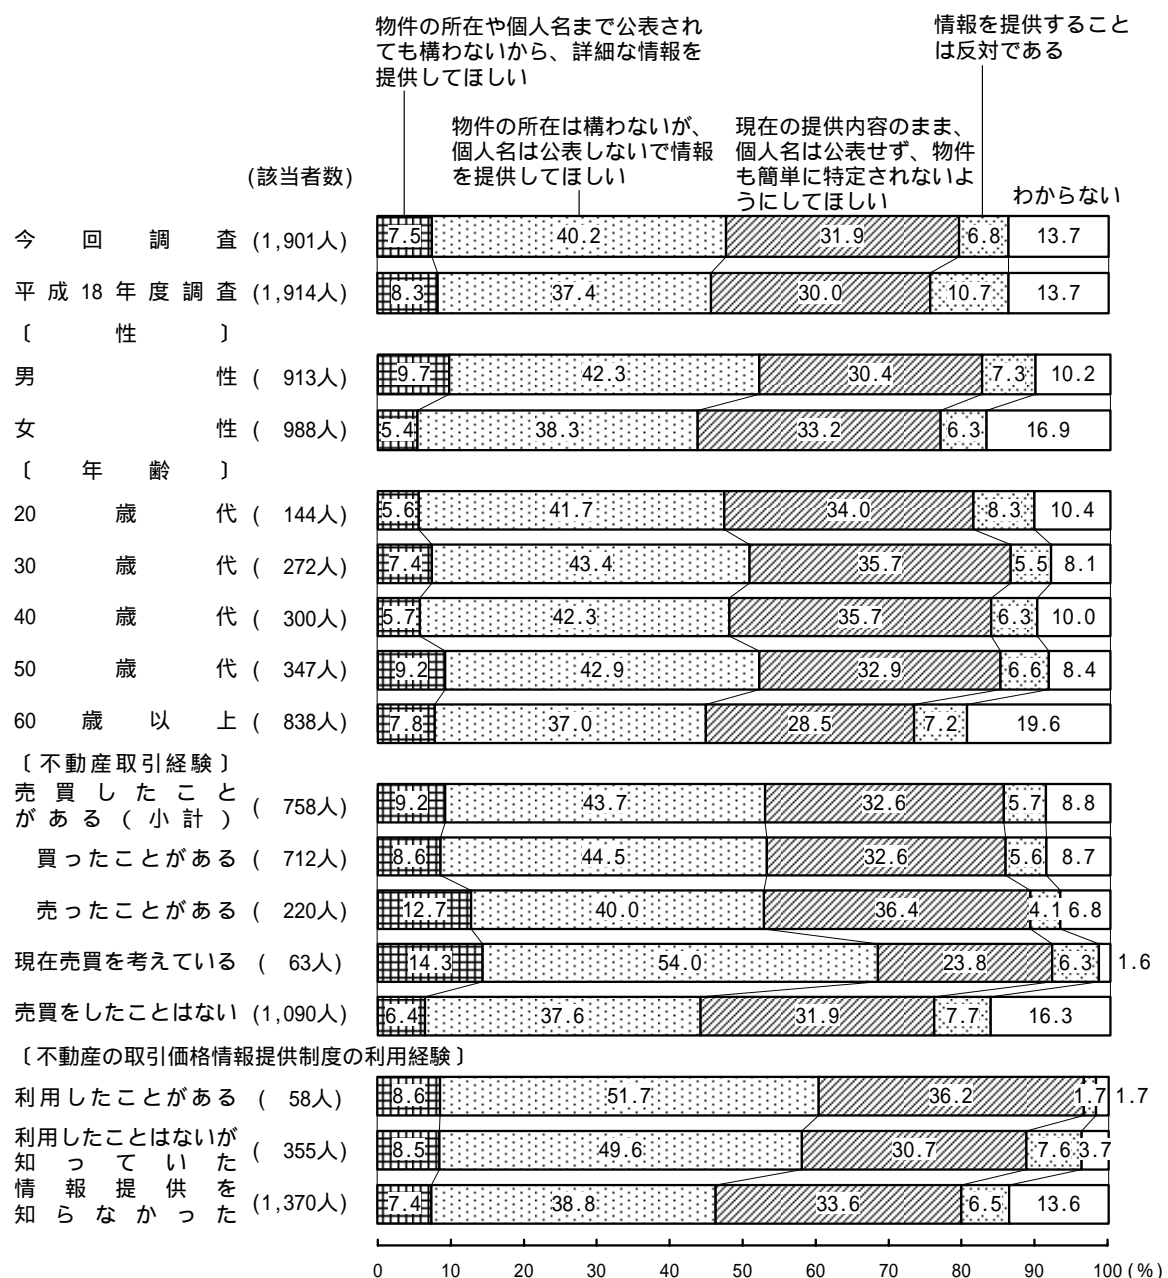 物件の所在や個人名まで公表され
ても構わないから、詳細な情報を
提供してほしい
情報を提供すること
は反対である
物件の所在は構わないが、
個人名は公表しないで情報
を提供してほしい
現在の提供内容のまま、
個人名は公表せず、物件
も簡単に特定されないよ
うにしてほしい
わからない
(該当者数)
今回調査 (1,901人) 7.5 40.2 31.9 6.8 13.7
平成18年度調査 (1,914人) 8.3 37.4 30.0 10.7 13.7
〔性〕
男性 (913人) 9.7 42.3 30.4 7.3 10.2
女性 (988人) 5.4 38.3 33.2 6.3 16.9
〔年齢〕
20歳代 (144人) 5.6 41.7 34.0 8.3 10.4
30歳代 (272人) 7.4 43.4 35.7 5.5 8.1
40歳代 (300人) 5.7 42.3 35.7 6.3 10.0
50歳代 (347人) 9.2 42.9 32.9 6.6 8.4
60歳以上 (838人) 7.8 37.0 28.5 7.2 19.6
〔不動産取引経験〕
売買したこと
がある(小計) (758人) 9.2 43.7 32.6 5.7 8.8
買ったことがある (712人) 8.6 44.5 32.6 5.6 8.7
売ったことがある (220人) 12.7 40.0 36.4 4.1 6.8
現在売買を考えている (63人) 14.3 54.0 23.8 6.3 1.6
売買をしたことはない (1,090人) 6.4 37.6 31.9 7.7 16.3
〔不動産の取引価格情報提供制度の利用経験〕
利用したことがある (58人) 8.6 51.7 36.2 1.7 1.7
利用したことはないが
知っていた (355人) 8.5 49.6 30.7 7.6 3.7
情報提供を
知らなかった (1,370人) 7.4 38.8 33.6 6.5 13.6
0 10 20 30 40 50 60 70 80 90 100 (%)